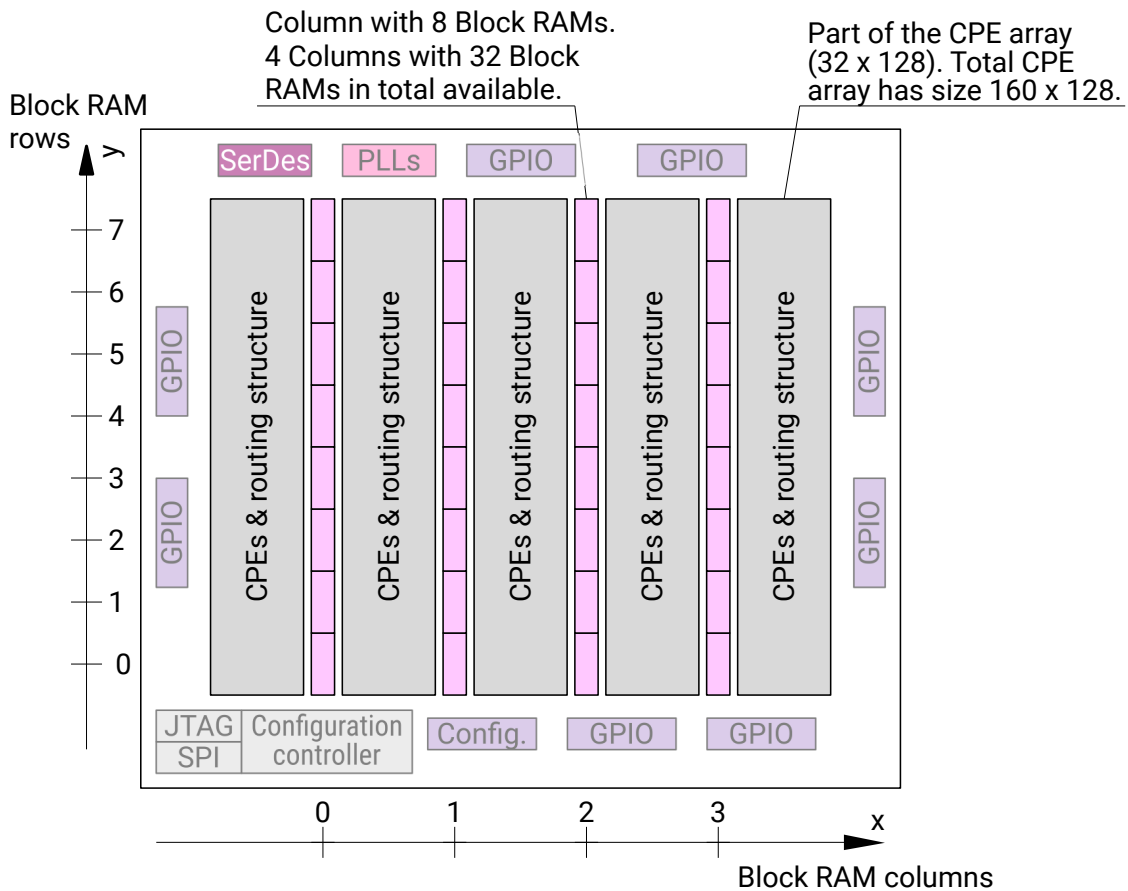 Column with 8 Block RAMs.
4 Columns with 32 Block
RAMs in total available.
Part of the CPE array
(32 x 128). Total CPE
array has size 160 x 128.
Block RAM
rows
y
SerDes
PLLs
GPIO
GPIO
7
6
5
4
3
2
1
0
GPIO
GPIO
CPEs & routing structure
CPEs & routing structure
CPEs & routing structure
CPEs & routing structure
CPEs & routing structure
GPIO
GPIO
JTAG
SPI
Configuration
controller
Config.
GPIO
GPIO
0
1
2
3
x
Block RAM columns